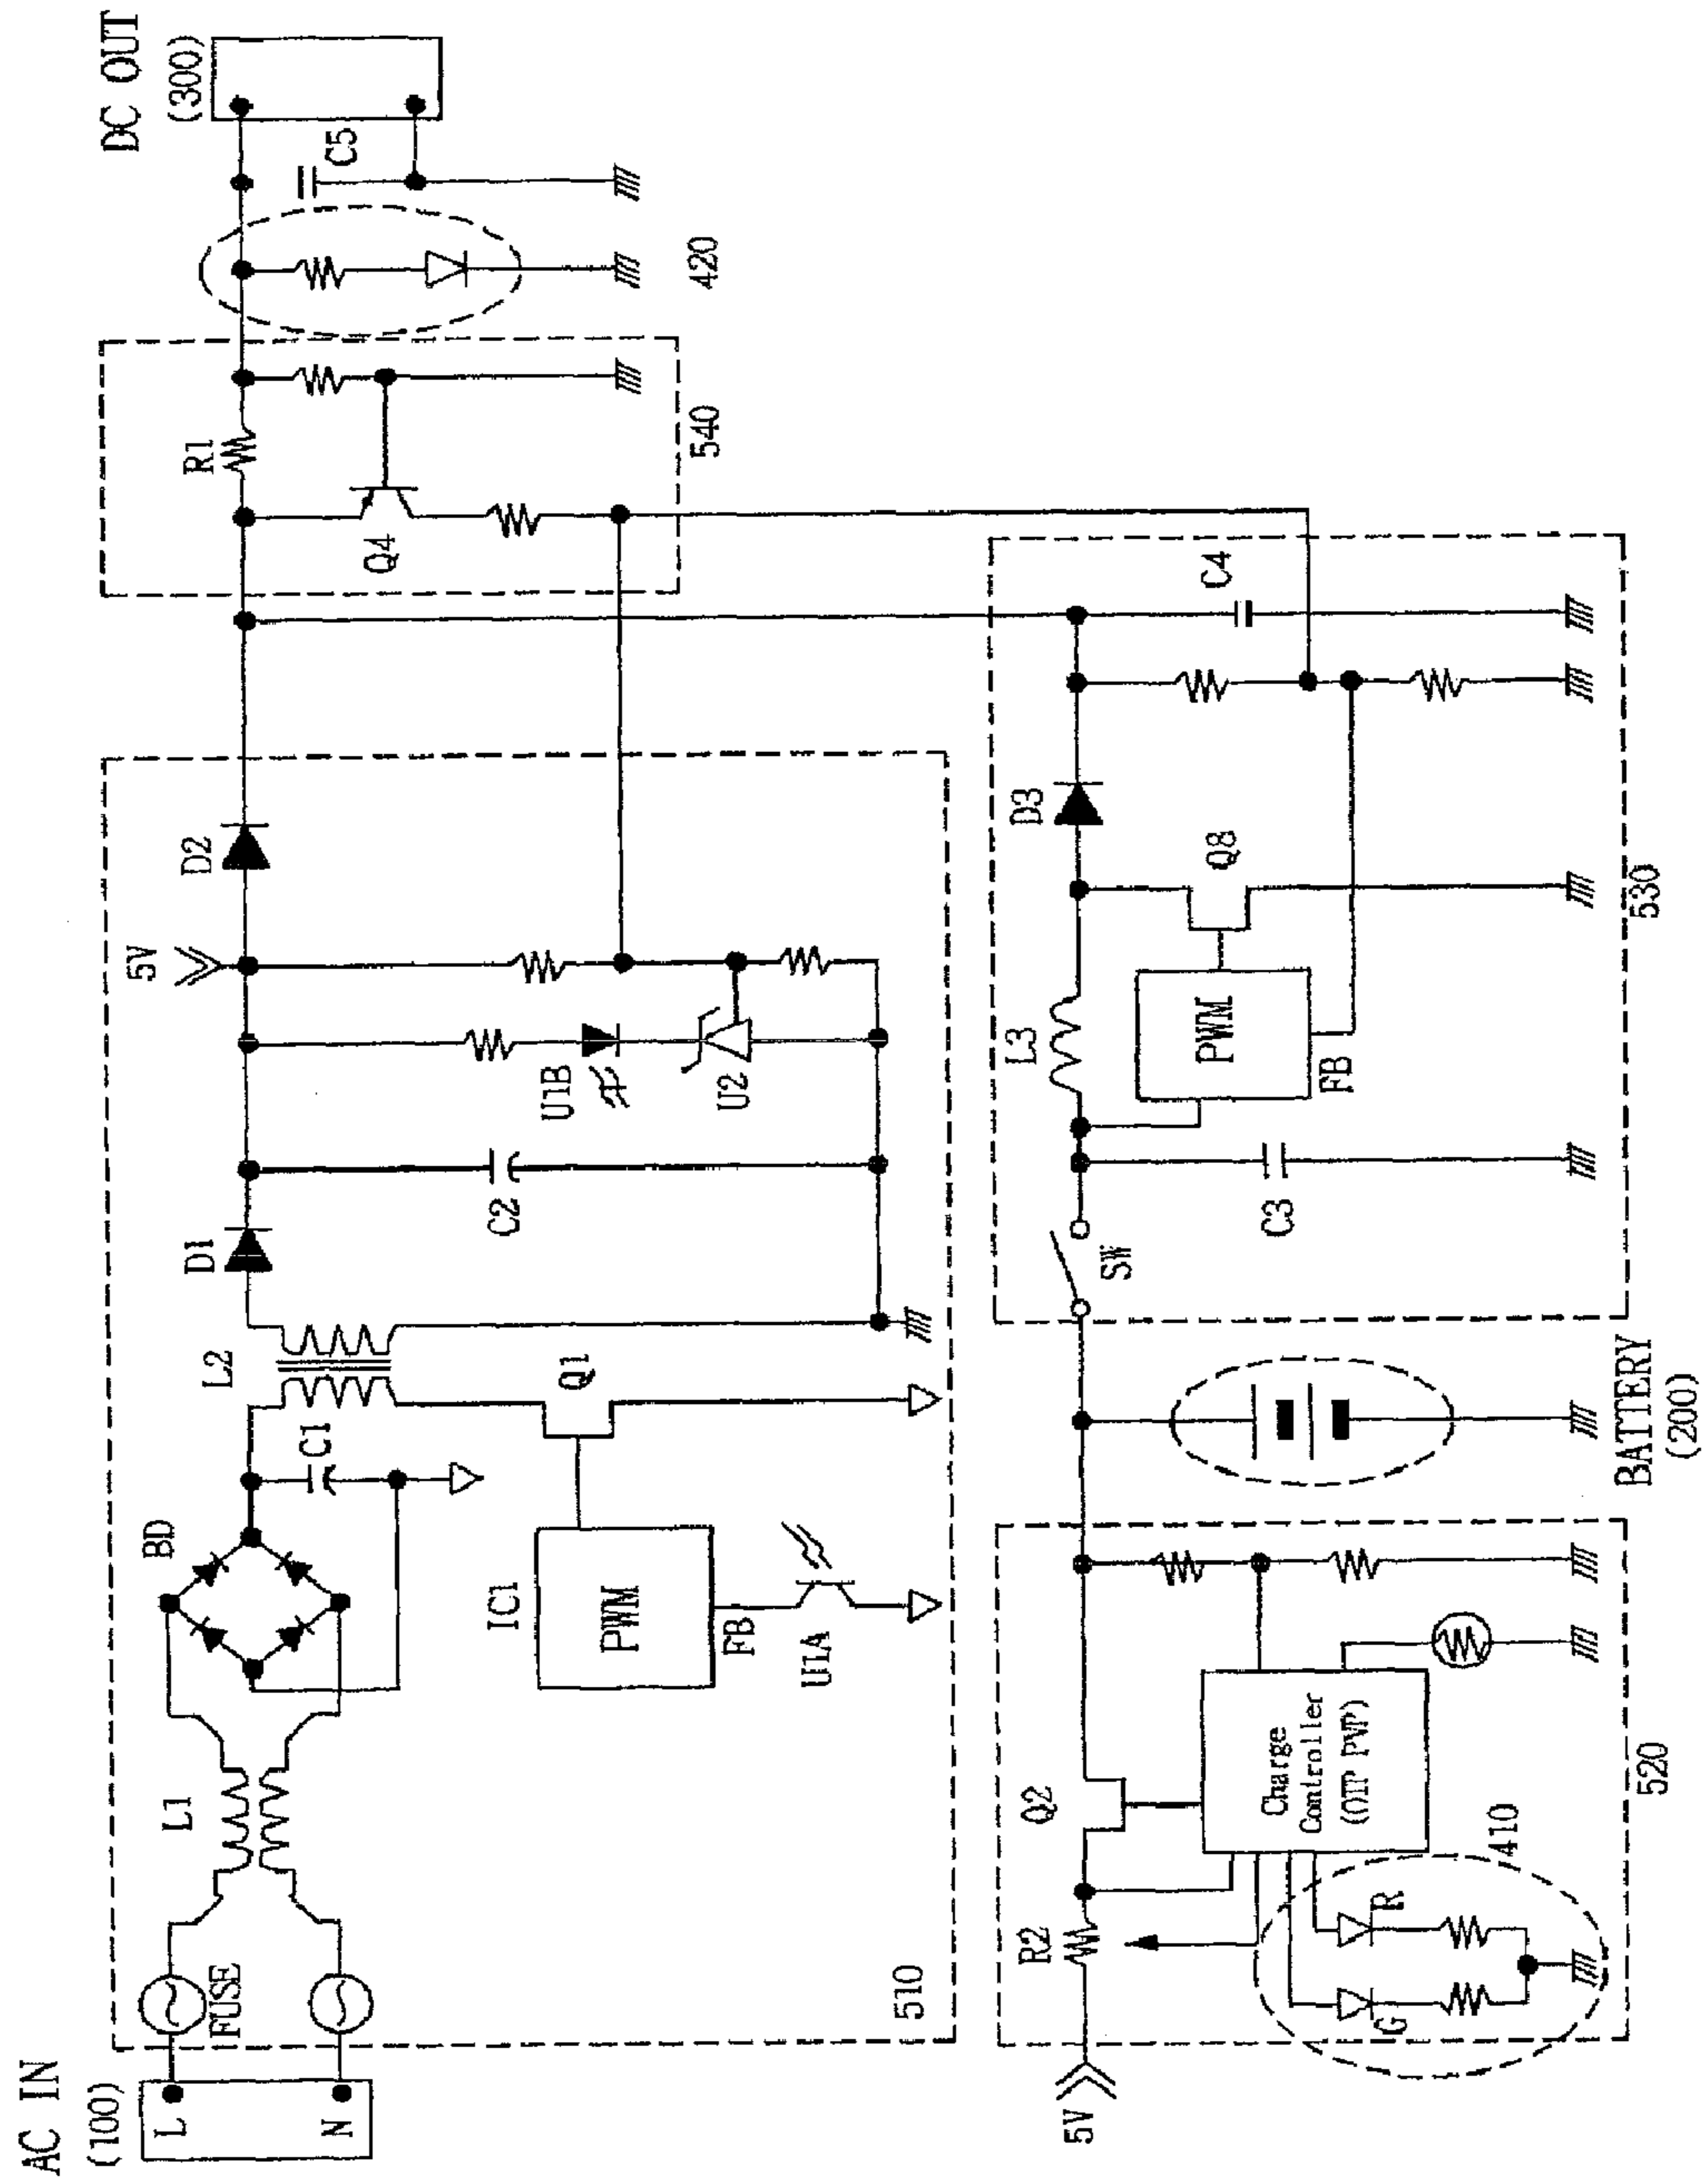 AC IN
(100)
L
N
FUSE
L1
BD
C1
L2
D1
C2
5V
D2
R1
Q4
540
DC OUT
(300)
C5
420
IC1
PWM
FB
U1A
Q1
U1B
U2
510
5V
R2
Q2
Charge
Controller
(OTP PVP)
G
R
410
520
BATTERY
(200)
SW
C3
L3
PWM
FB
Q8
D3
C4
530